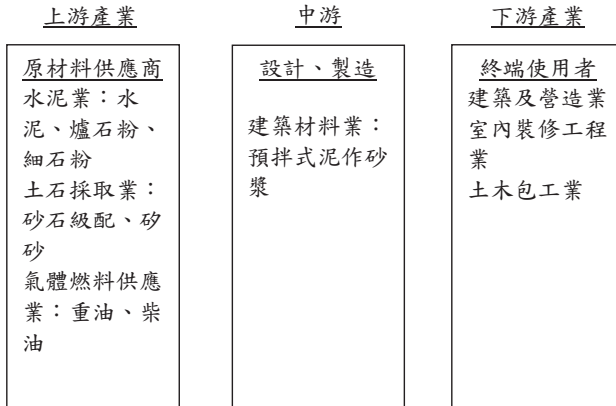 上游產業
原材料供應商
水泥業：水
泥、爐石粉、
細石粉
土石採取業：
砂石級配、矽
砂
氣體燃料供應
業：重油、柴
油
中游
設計、製造
建築材料業：
預拌式泥作砂
漿
下游產業
終端使用者
建築及營造業
室內裝修工程
業
土木包工業